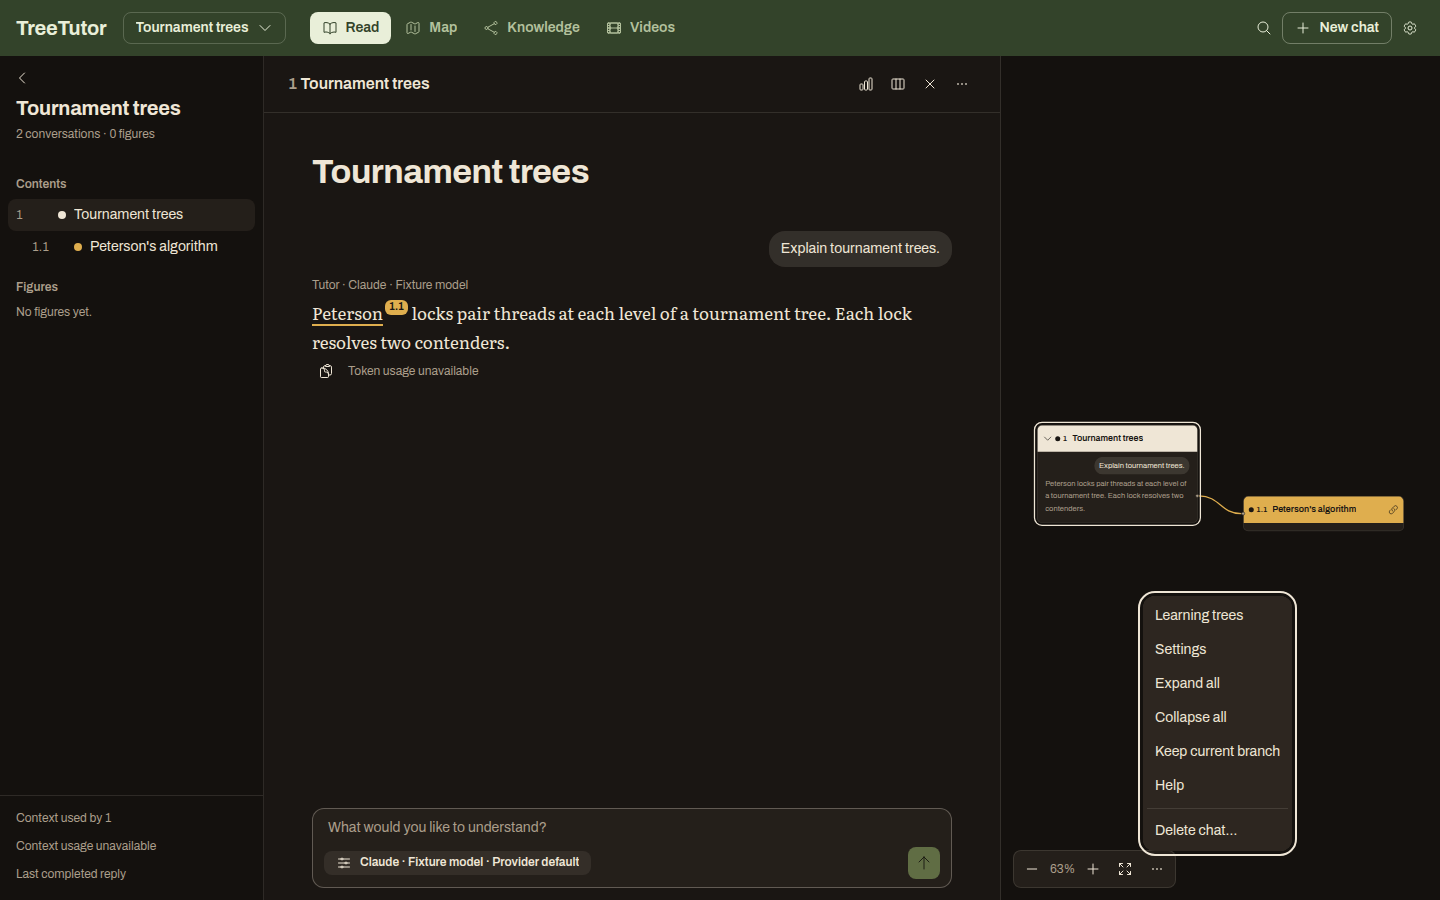 TreeTutor
Tournament trees
Read
Map
Knowledge
Videos
New chat
Tournament trees
2 conversations · 0 figures
Contents
1 Tournament trees
1.1 Peterson's algorithm
Figures
No figures yet.
Context used by 1
Context usage unavailable
Last completed reply
1 Tournament trees
Tournament trees
Explain tournament trees.
Tutor · Claude · Fixture model
Peterson 1.1 locks pair threads at each level of a tournament tree. Each lock
resolves two contenders.
Token usage unavailable
What would you like to understand?
Claude · Fixture model · Provider default
1 Tournament trees
Explain tournament trees.
Peterson locks pair threads at each level of
a tournament tree. Each lock resolves two
contenders.
1.1 Peterson's algorithm
Learning trees
Settings
Expand all
Collapse all
Keep current branch
Help
Delete chat...
63%